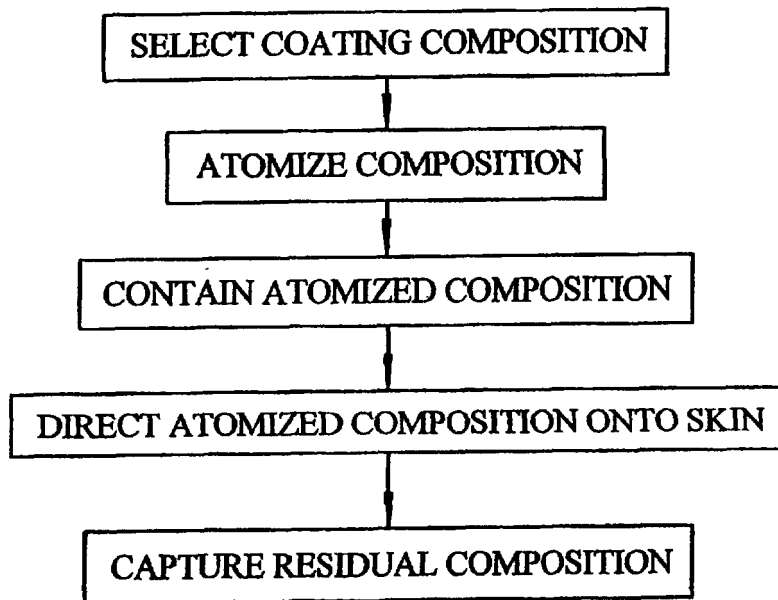 SELECT COATING COMPOSITION
ATOMIZE COMPOSITION
CONTAIN ATOMIZED COMPOSITION
DIRECT ATOMIZED COMPOSITION ONTO SKIN
CAPTURE RESIDUAL COMPOSITION